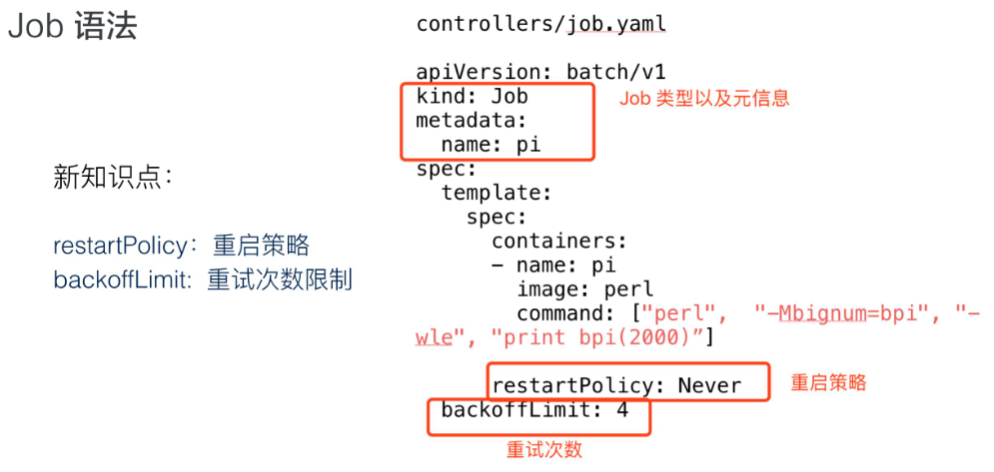 Job 语法
新知识点：
restartPolicy：重启策略
backoffLimit: 重试次数限制
controllers/job.yaml
apiVersion: batch/v1
kind: Job
metadata:
  name: pi
Job 类型以及元信息
spec:
  template:
    spec:
      containers:
      - name: pi
        image: perl
        command: ["perl",  "-Mbignum=bpi", "-
wle", "print bpi(2000)”]
      restartPolicy: Never
重启策略
  backoffLimit: 4
重试次数